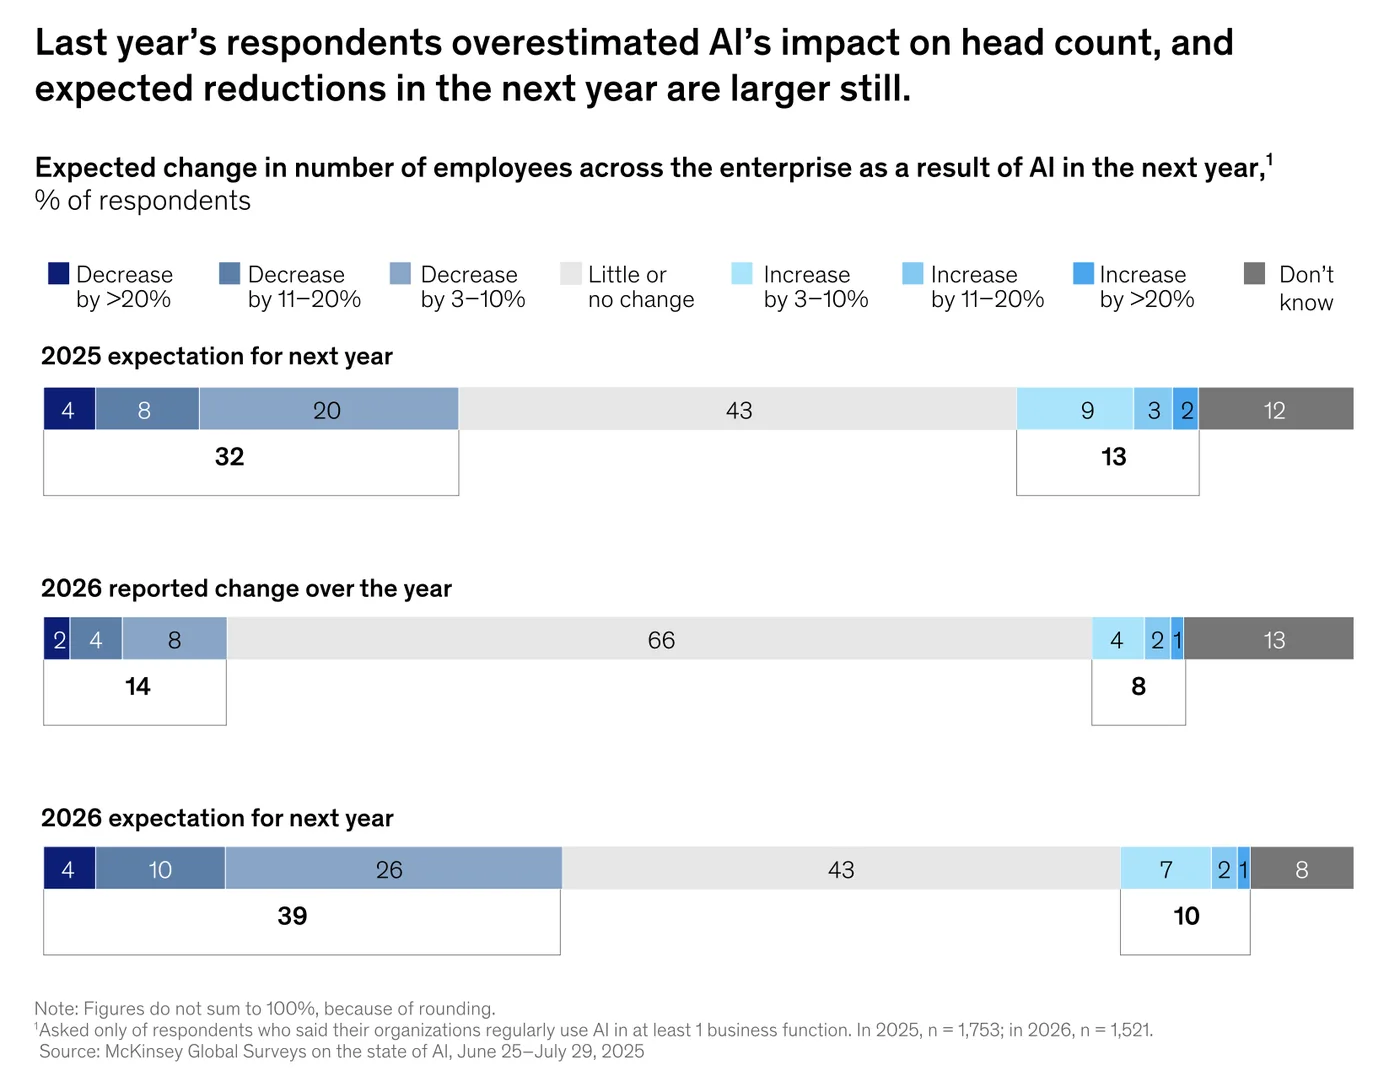 Last year’s respondents overestimated AI’s impact on head count, and
expected reductions in the next year are larger still.
Expected change in number of employees across the enterprise as a result of AI in the next year,¹
% of respondents
Decrease by >20%
Decrease by 11–20%
Decrease by 3–10%
Little or no change
Increase by 3–10%
Increase by 11–20%
Increase by >20%
Don’t know
2025 expectation for next year
4 8 20 43 9 3 2 12
32 13
2026 reported change over the year
2 4 8 66 4 2 1 13
14 8
2026 expectation for next year
4 10 26 43 7 2 1 8
39 10
Note: Figures do not sum to 100%, because of rounding.
¹Asked only of respondents who said their organizations regularly use AI in at least 1 business function. In 2025, n = 1,753; in 2026, n = 1,521.
Source: McKinsey Global Surveys on the state of AI, June 25–July 29, 2025